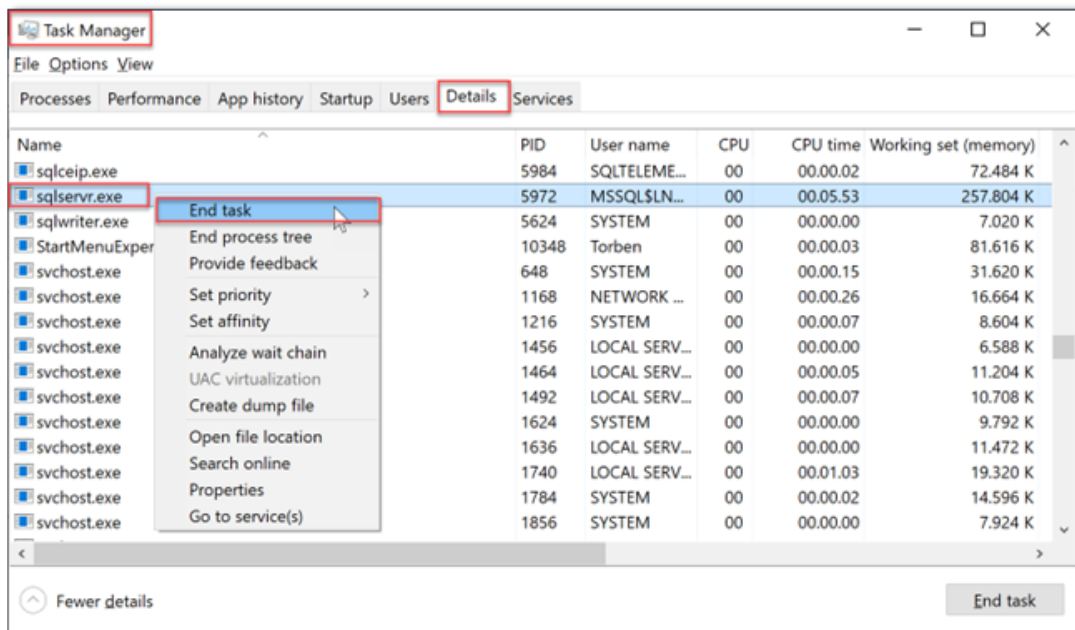 Task Manager
File Options View
Processes Performance App history Startup Users Details Services
Name PID User name CPU CPU time Working set (memory)
sqlceip.exe 5984 SQLTELEME... 00 00.00.02 72.484 K
sqlservr.exe 5972 MSSQL$LN... 00 00.05.53 257.804 K
sqlwriter.exe 5624 SYSTEM 00 00.00.00 7.020 K
StartMenuExper 10348 Torben 00 00.00.03 81.616 K
svchost.exe 648 SYSTEM 00 00.00.15 31.620 K
svchost.exe 1168 NETWORK ... 00 00.00.26 16.664 K
svchost.exe 1216 SYSTEM 00 00.00.07 8.604 K
svchost.exe 1456 LOCAL SERV... 00 00.00.00 6.588 K
svchost.exe 1464 LOCAL SERV... 00 00.00.05 11.204 K
svchost.exe 1492 LOCAL SERV... 00 00.00.07 10.708 K
svchost.exe 1624 SYSTEM 00 00.00.00 9.792 K
svchost.exe 1636 LOCAL SERV... 00 00.00.00 11.472 K
svchost.exe 1740 LOCAL SERV... 00 00.01.03 19.320 K
svchost.exe 1784 SYSTEM 00 00.00.02 14.596 K
svchost.exe 1856 SYSTEM 00 00.00.00 7.924 K
End task
End process tree
Provide feedback
Set priority
Set affinity
Analyze wait chain
UAC virtualization
Create dump file
Open file location
Search online
Properties
Go to service(s)
Fewer details
End task